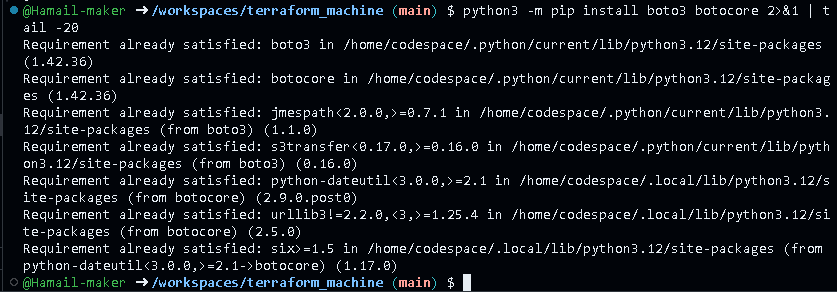 @Hamail-maker ➜ /workspaces/terraform_machine (main) $ python3 -m pip install boto3 botocore 2>&1 | t
ail -20
Requirement already satisfied: boto3 in /home/codespace/.python/current/lib/python3.12/site-packages
(1.42.36)
Requirement already satisfied: botocore in /home/codespace/.python/current/lib/python3.12/site-packag
es (1.42.36)
Requirement already satisfied: jmespath<2.0.0,>=0.7.1 in /home/codespace/.python/current/lib/python3.
12/site-packages (from boto3) (1.1.0)
Requirement already satisfied: s3transfer<0.17.0,>=0.16.0 in /home/codespace/.python/current/lib/pyth
on3.12/site-packages (from boto3) (0.16.0)
Requirement already satisfied: python-dateutil<3.0.0,>=2.1 in /home/codespace/.local/lib/python3.12/s
ite-packages (from botocore) (2.9.0.post0)
Requirement already satisfied: urllib3!=2.2.0,<3,>=1.25.4 in /home/codespace/.local/lib/python3.12/si
te-packages (from botocore) (2.5.0)
Requirement already satisfied: six>=1.5 in /home/codespace/.local/lib/python3.12/site-packages (from
python-dateutil<3.0.0,>=2.1->botocore) (1.17.0)
@Hamail-maker ➜ /workspaces/terraform_machine (main) $